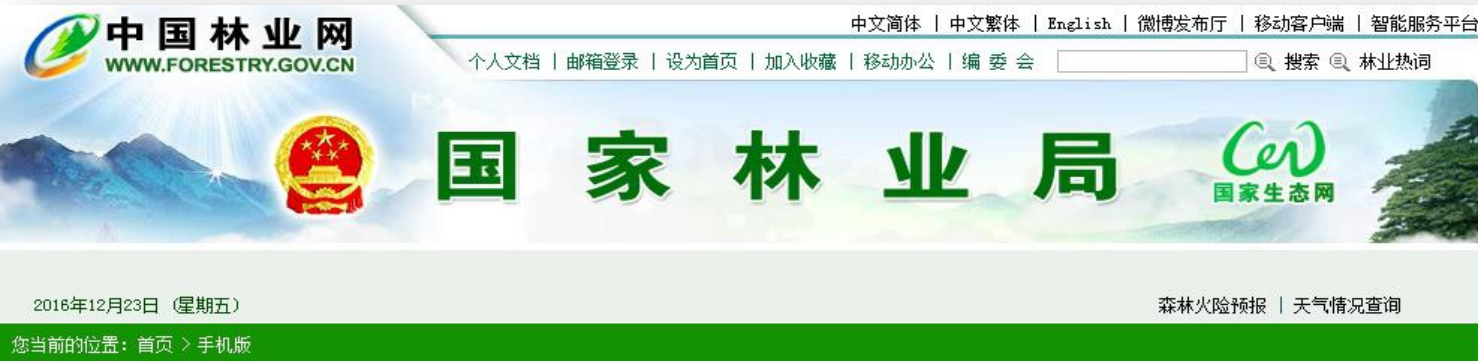 中国林业网
WWW.FORESTRY.GOV.CN
中文简体 | 中文繁体 | English | 微博发布厅 | 移动客户端 | 智能服务平台
个人文档 | 邮箱登录 | 设为首页 | 加入收藏 | 移动办公 | 编 委 会 搜索 林业热词
国家林业局
Cen
国家生态网
2016年12月23日 (星期五)
森林火险预报 | 天气情况查询
您当前的位置：首页 > 手机版